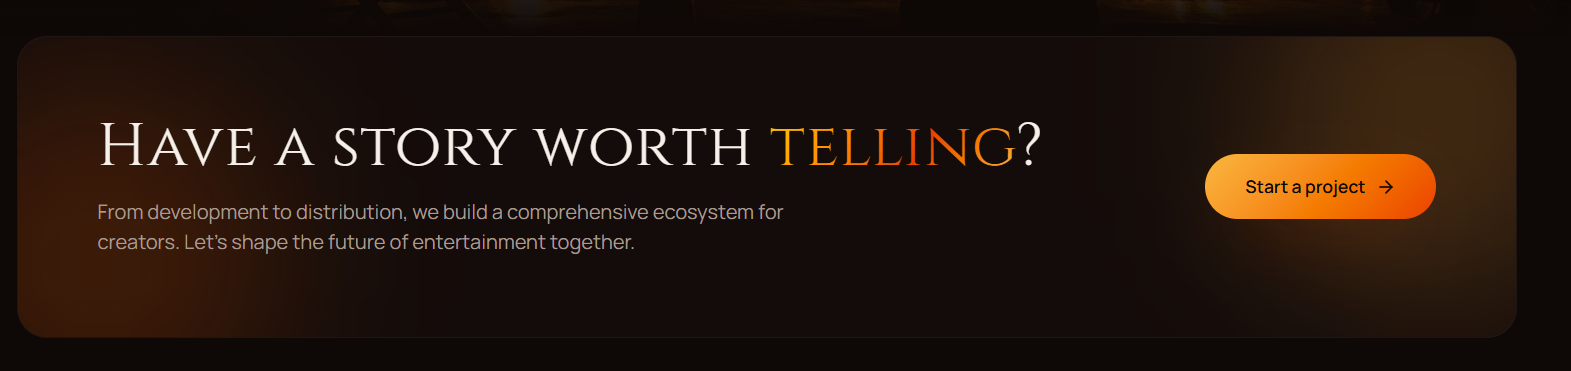 Have a story worth telling?
From development to distribution, we build a comprehensive ecosystem for
creators. Let's shape the future of entertainment together.
Start a project →